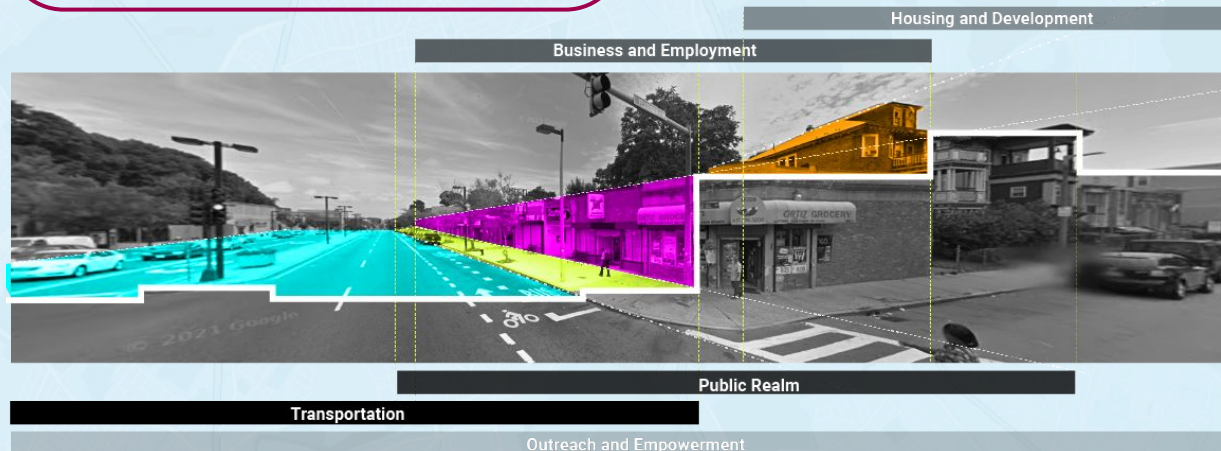 Housing and Development
Business and Employment
ORTIZ GROCERY
© 2021 Google
Public Realm
Transportation
Outreach and Empowerment